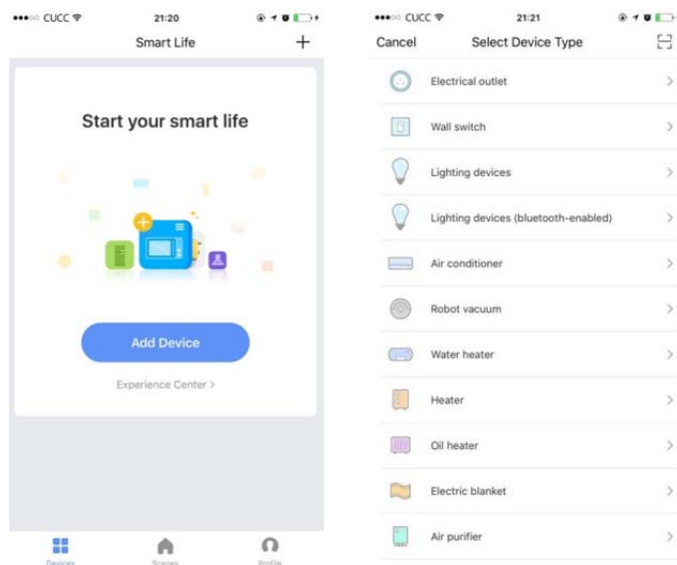 CUCC 21:20
Smart Life
Start your smart life
Add Device
Experience Center >
Devices Scenes Profile
CUCC 21:21
Cancel Select Device Type
Electrical outlet
Wall switch
Lighting devices
Lighting devices (bluetooth-enabled)
Air conditioner
Robot vacuum
Water heater
Heater
Oil heater
Electric blanket
Air purifier